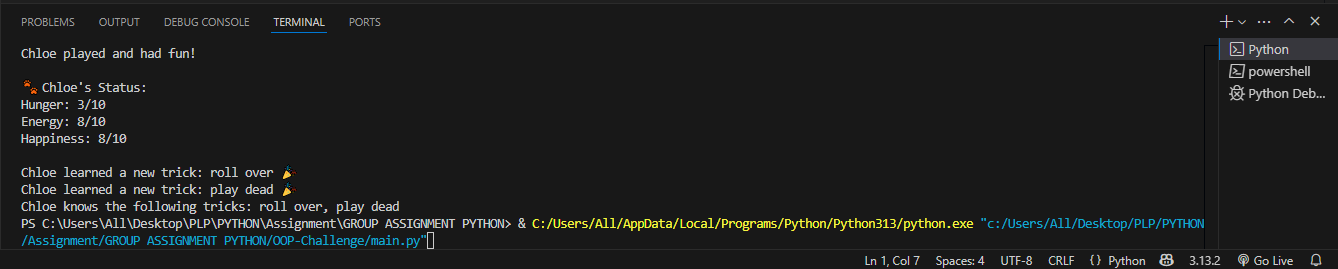 PROBLEMS OUTPUT DEBUG CONSOLE TERMINAL PORTS
Chloe played and had fun!
Python
powershell
Python Deb...
🐾 Chloe's Status:
Hunger: 3/10
Energy: 8/10
Happiness: 8/10
Chloe learned a new trick: roll over 🎉
Chloe learned a new trick: play dead 🎉
Chloe knows the following tricks: roll over, play dead
PS C:\Users\All\Desktop\PLP\PYTHON\Assignment\GROUP ASSIGNMENT PYTHON> & C:/Users/All/AppData/Local/Programs/Python/Python313/python.exe "c:/Users/All/Desktop/PLP/PYTHON
/Assignment/GROUP ASSIGNMENT PYTHON/OOP-Challenge/main.py"
Ln 1, Col 7 Spaces: 4 UTF-8 CRLF {} Python 3.13.2 Go Live